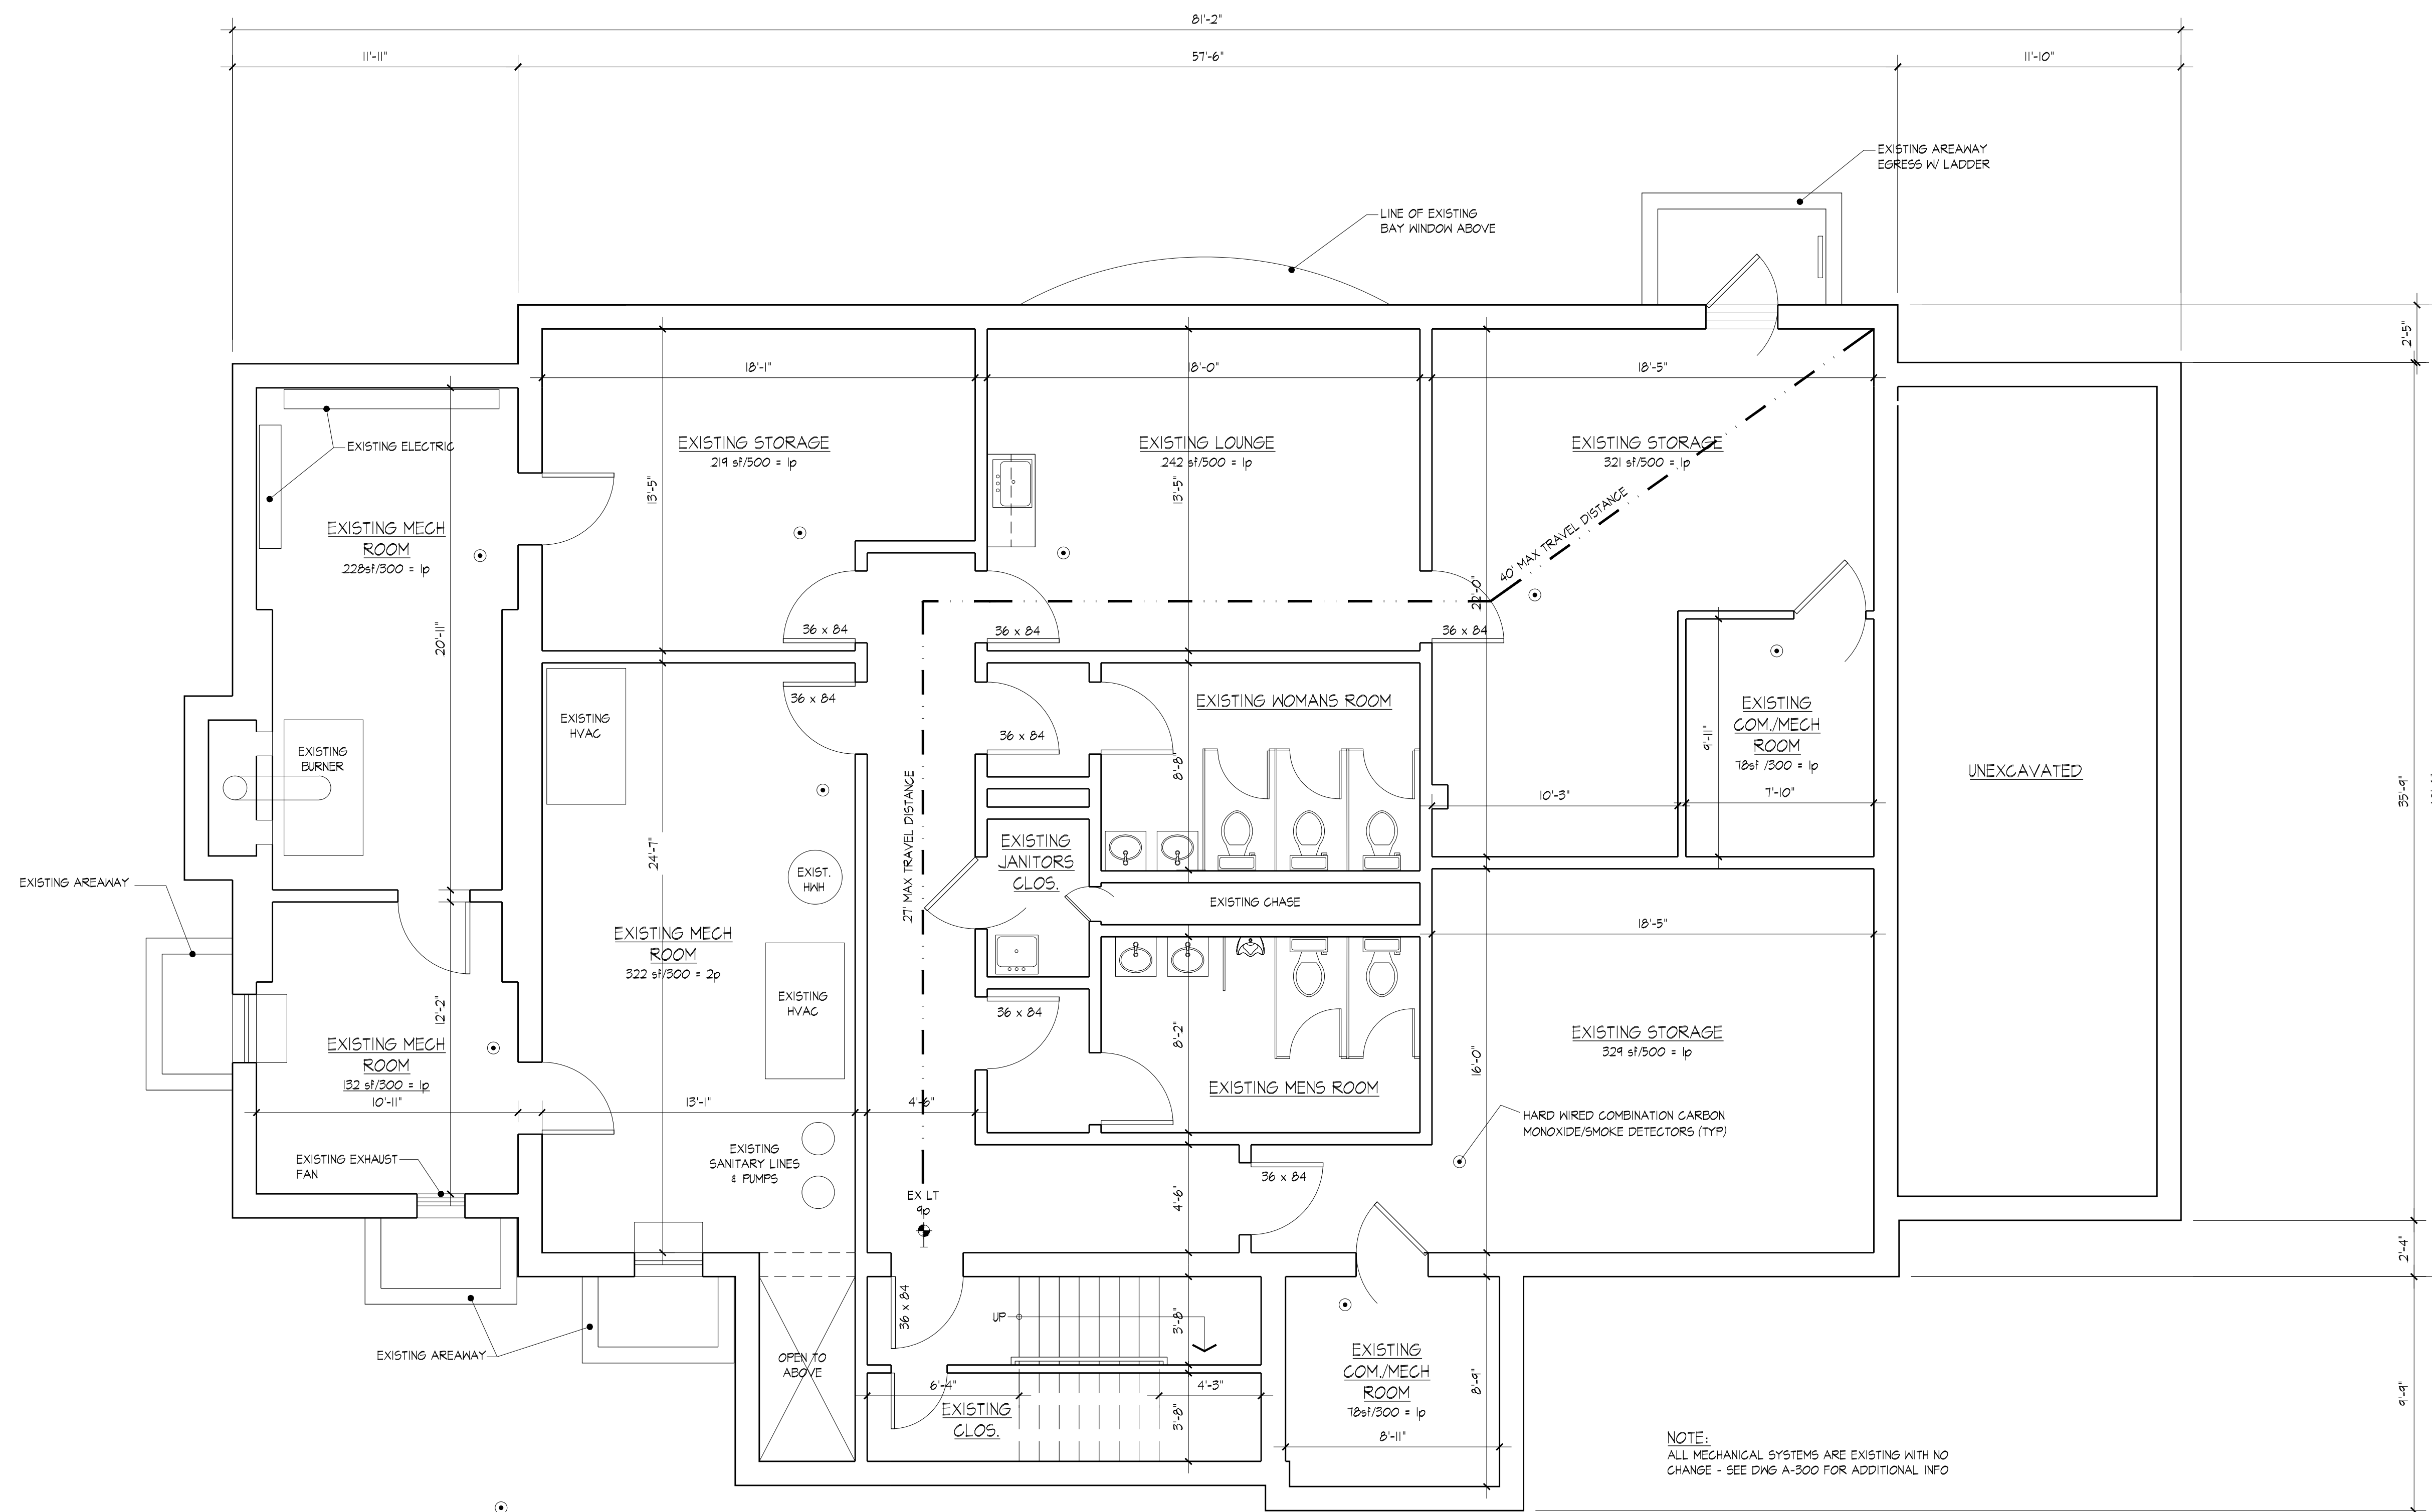 81'-2"
11'-11"
57'-6"
11'-10"
EXISTING AREAWAY
EGRESS W/ LADDER
LINE OF EXISTING
BAY WINDOW ABOVE
2'-5"
18'-1"
18'-0"
18'-5"
EXISTING ELECTRIC
EXISTING STORAGE
219 sf/500 = 1p
EXISTING LOUNGE
242 sf/500 = 1p
EXISTING STORAGE
321 sf/500 = 1p
13'-5"
13'-5"
40' MAX TRAVEL DISTANCE
22'-0"
EXISTING MECH
ROOM
228sf/300 = 1p
20'-11"
36 x 84
36 x 84
36 x 84
36 x 84
36 x 84
EXISTING WOMANS ROOM
EXISTING
COM./MECH
ROOM
78sf /300 = 1p
9'-11"
7'-10"
10'-3"
8'-8"
UNEXCAVATED
35'-9"
EXISTING
HVAC
EXISTING
BURNER
24'-7"
27' MAX TRAVEL DISTANCE
EXISTING
JANITORS
CLOS.
EXIST.
HWH
EXISTING CHASE
EXISTING AREAWAY
EXISTING MECH
ROOM
322 sf/300 = 2p
18'-5"
EXISTING
HVAC
36 x 84
12'-2"
8'-2"
16'-0"
EXISTING MECH
ROOM
132 sf/300 = 1p
EXISTING STORAGE
329 sf/500 = 1p
EXISTING MENS ROOM
10'-11"
13'-1"
4'-6"
HARD WIRED COMBINATION CARBON
MONOXIDE/SMOKE DETECTORS (TYP)
EXISTING EXHAUST
FAN
EXISTING
SANITARY LINES
& PUMPS
36 x 84
EX LT
9p
4'-6"
2'-4"
36 x 84
UP
3'-8"
EXISTING AREAWAY
OPEN TO
ABOVE
EXISTING
COM./MECH
ROOM
78sf/300 = 1p
8'-9"
9'-9"
6'-4"
4'-3"
3'-8"
EXISTING
CLOS.
8'-11"
NOTE:
ALL MECHANICAL SYSTEMS ARE EXISTING WITH NO
CHANGE - SEE DWG A-300 FOR ADDITIONAL INFO